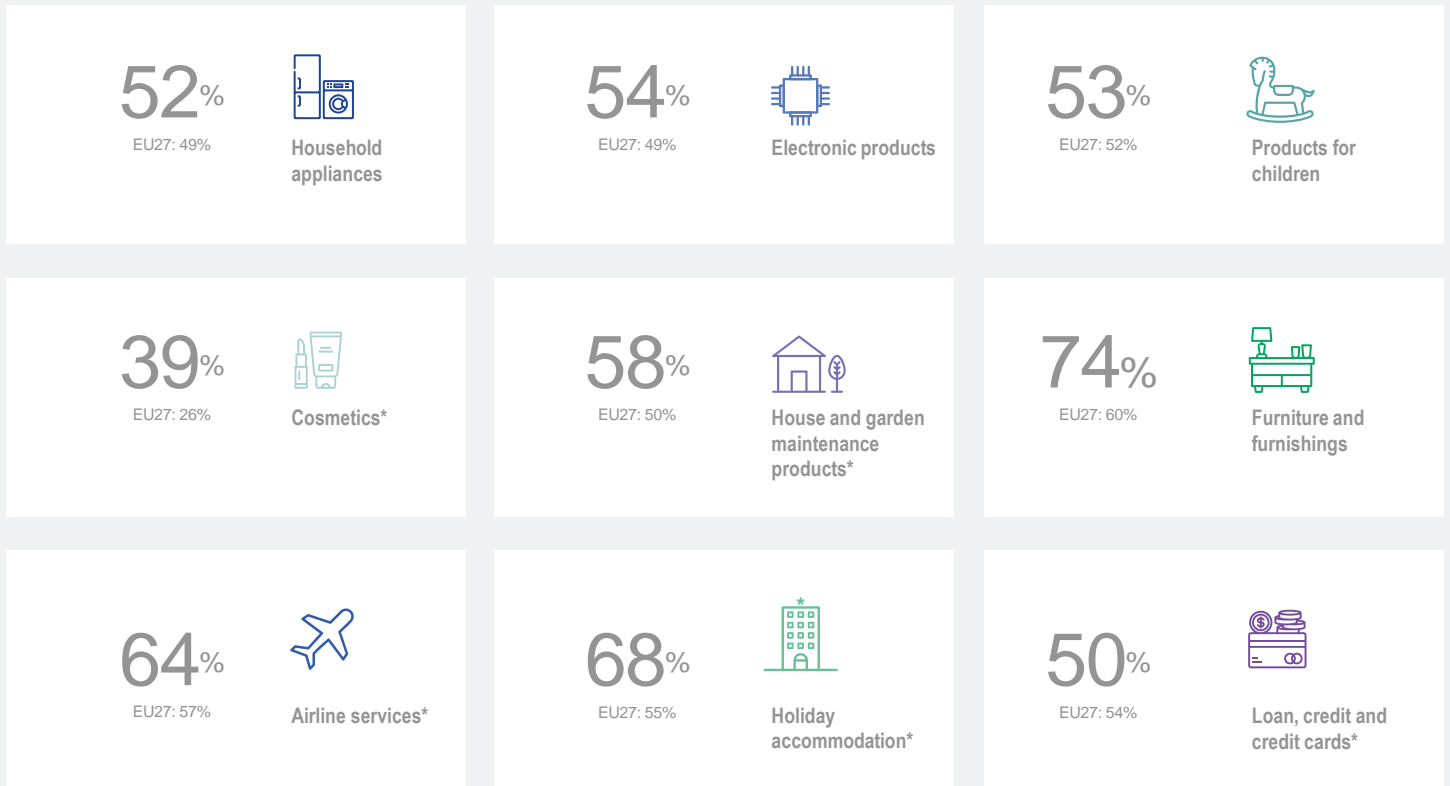 52%
EU27: 49%
Household
appliances
54%
EU27: 49%
Electronic products
53%
EU27: 52%
Products for
children
39%
EU27: 26%
Cosmetics*
58%
EU27: 50%
House and garden
maintenance
products*
74%
EU27: 60%
Furniture and
furnishings
64%
EU27: 57%
Airline services*
68%
EU27: 55%
Holiday
accommodation*
50%
EU27: 54%
$
Loan, credit and
credit cards*